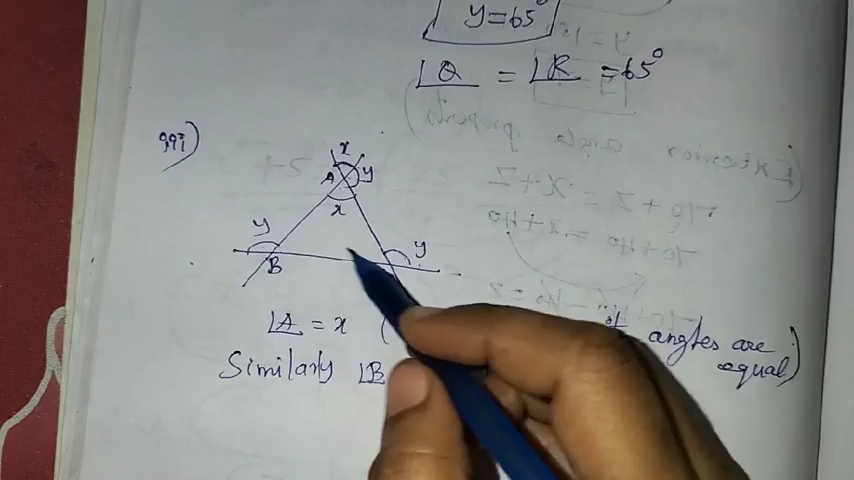 y = 65°
∠Q = ∠R = 65°
iii)
x
A
y
x
y
y
B
∠A = x ( angles are
equal)
Similarly ∠B